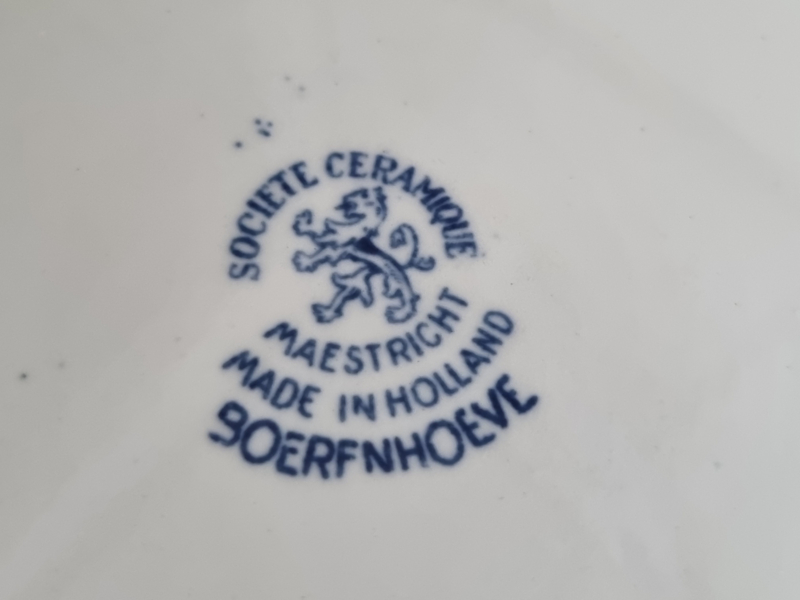 SOCIETE CERAMIQUE
MAESTRICHT
MADE IN HOLLAND
BOERENHOEVE